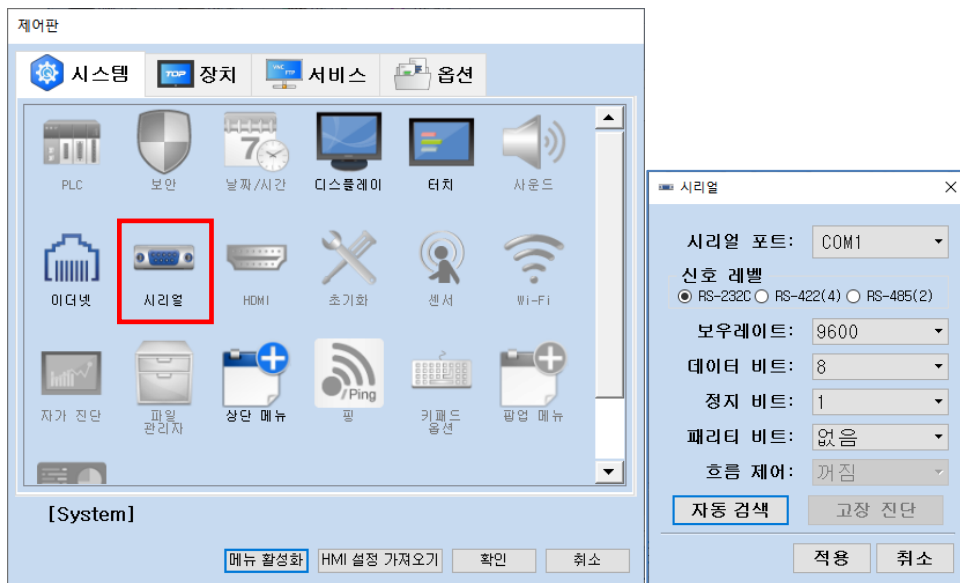 제어판
시스템
TOP 장치
VNC FTP 서비스
옵션
PLC
보안
7
날짜/시간
디스플레이
터치
사운드
이더넷
시리얼
HDMI
초기화
센서
Wi-Fi
자가 진단
파일
관리자
상단 메뉴
/Ping
핑
키패드
옵션
팝업 메뉴
[System]
메뉴 활성화
HMI 설정 가져오기
확인
취소
시리얼
시리얼 포트: COM1
신호 레벨
RS-232C RS-422(4) RS-485(2)
보우레이트: 9600
데이터 비트: 8
정지 비트: 1
패리티 비트: 없음
흐름 제어: 꺼짐
자동 검색 고장 진단
적용 취소